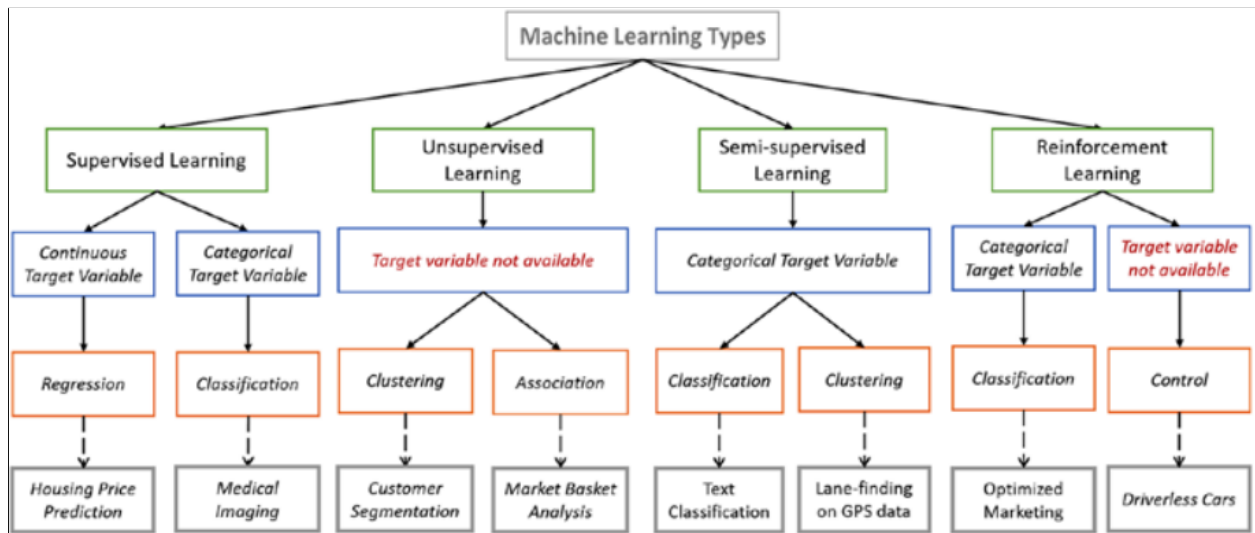 Machine Learning Types
Supervised Learning
Unsupervised
Learning
Semi-supervised
Learning
Reinforcement
Learning
Continuous
Target Variable
Categorical
Target Variable
Target variable not available
Categorical Target Variable
Categorical
Target Variable
Target variable
not available
Regression
Classification
Clustering
Association
Classification
Clustering
Classification
Control
Housing Price
Prediction
Medical
Imaging
Customer
Segmentation
Market Basket
Analysis
Text
Classification
Lane-finding
on GPS data
Optimized
Marketing
Driverless Cars